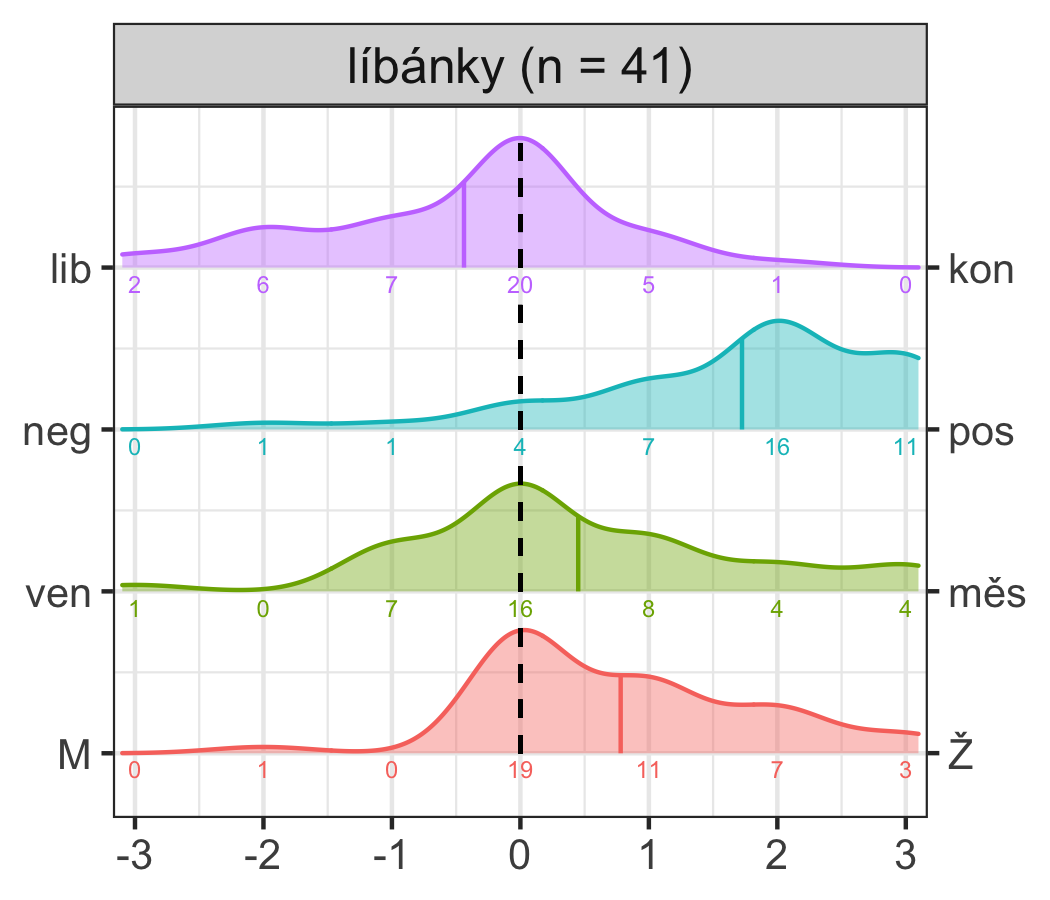 líbánky (n = 41)
lib kon
2 6 7 20 5 1 0
neg pos
0 1 1 4 7 16 11
ven měs
1 0 7 16 8 4 4
M Ž
0 1 0 19 11 7 3
-3 -2 -1 0 1 2 3